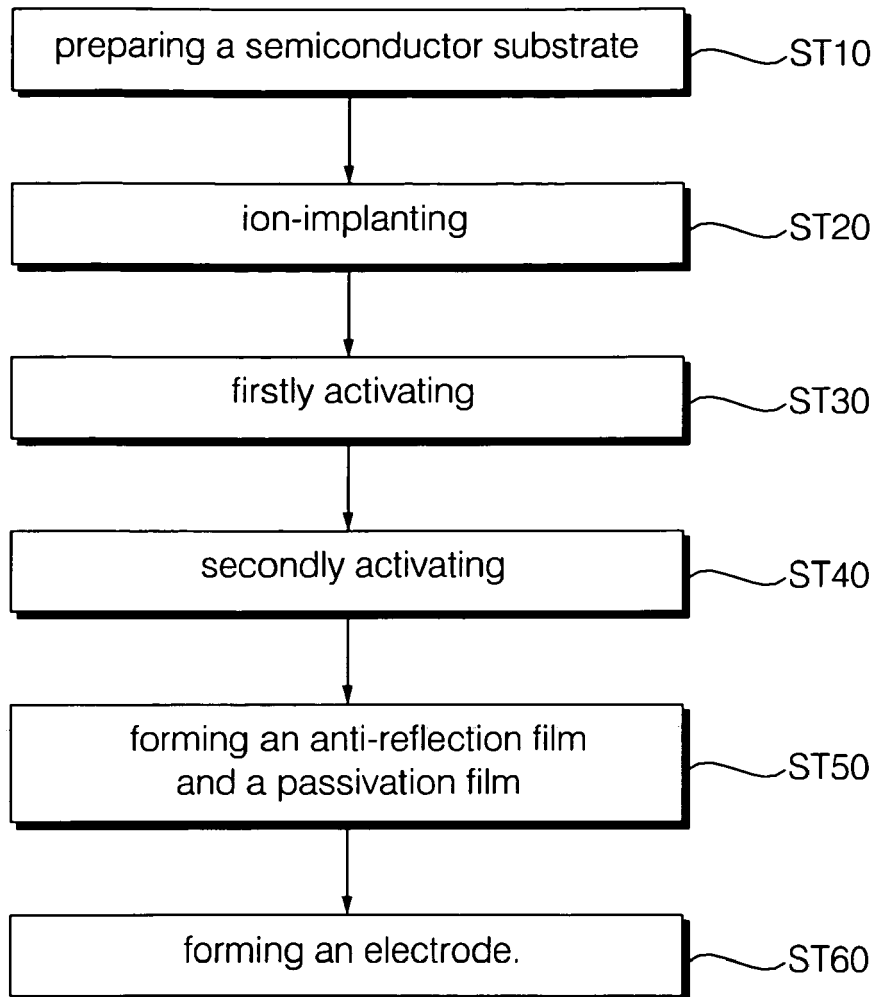 preparing a semiconductor substrate
ST10
ion-implanting
ST20
firstly activating
ST30
secondly activating
ST40
forming an anti-reflection film
and a passivation film
ST50
forming an electrode.
ST60